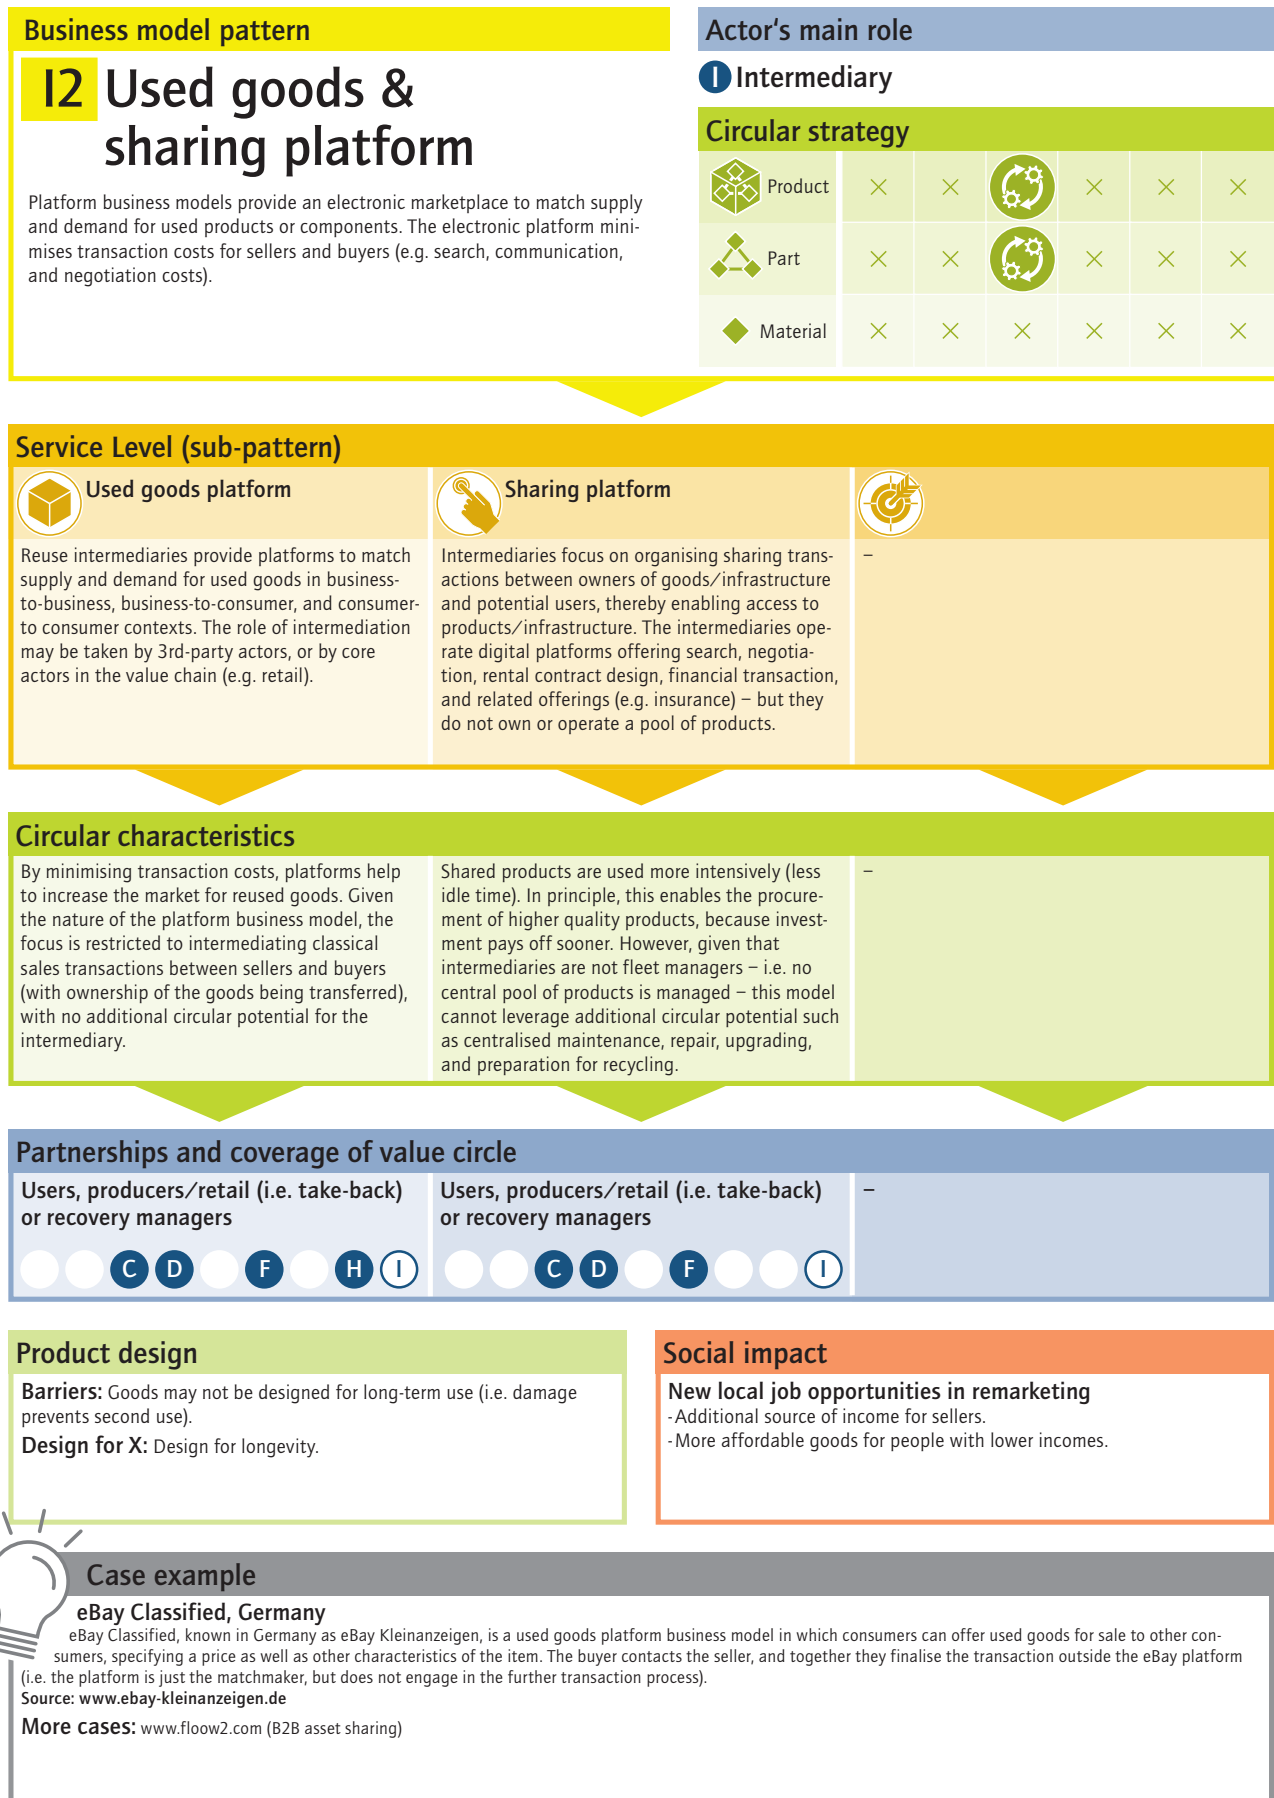 Business model pattern
I2 Used goods &
sharing platform
Platform business models provide an electronic marketplace to match supply
and demand for used products or components. The electronic platform mini-
mises transaction costs for sellers and buyers (e.g. search, communication,
and negotiation costs).
Actor‘s main role
I Intermediary
Circular strategy
Product
Part
Material
Service Level (sub-pattern)
Used goods platform
Reuse intermediaries provide platforms to match
supply and demand for used goods in business-
to-business, business-to-consumer, and consumer-
to consumer contexts. The role of intermediation
may be taken by 3rd-party actors, or by core
actors in the value chain (e.g. retail).
Sharing platform
Intermediaries focus on organising sharing trans-
actions between owners of goods/infrastructure
and potential users, thereby enabling access to
products/infrastructure. The intermediaries ope-
rate digital platforms offering search, negotia-
tion, rental contract design, financial transaction,
and related offerings (e.g. insurance) – but they
do not own or operate a pool of products.
–
Circular characteristics
By minimising transaction costs, platforms help
to increase the market for reused goods. Given
the nature of the platform business model, the
focus is restricted to intermediating classical
sales transactions between sellers and buyers
(with ownership of the goods being transferred),
with no additional circular potential for the
intermediary.
Shared products are used more intensively (less
idle time). In principle, this enables the procure-
ment of higher quality products, because invest-
ment pays off sooner. However, given that
intermediaries are not fleet managers – i.e. no
central pool of products is managed – this model
cannot leverage additional circular potential such
as centralised maintenance, repair, upgrading,
and preparation for recycling.
–
Partnerships and coverage of value circle
Users, producers/retail (i.e. take-back)
or recovery managers
C D F H I
Users, producers/retail (i.e. take-back)
or recovery managers
C D F I
–
Product design
Barriers: Goods may not be designed for long-term use (i.e. damage
prevents second use).
Design for X: Design for longevity.
Social impact
New local job opportunities in remarketing
- Additional source of income for sellers.
- More affordable goods for people with lower incomes.
Case example
eBay Classified, Germany
eBay Classified, known in Germany as eBay Kleinanzeigen, is a used goods platform business model in which consumers can offer used goods for sale to other con-
sumers, specifying a price as well as other characteristics of the item. The buyer contacts the seller, and together they finalise the transaction outside the eBay platform
(i.e. the platform is just the matchmaker, but does not engage in the further transaction process).
Source: www.ebay-kleinanzeigen.de
More cases: www.floow2.com (B2B asset sharing)